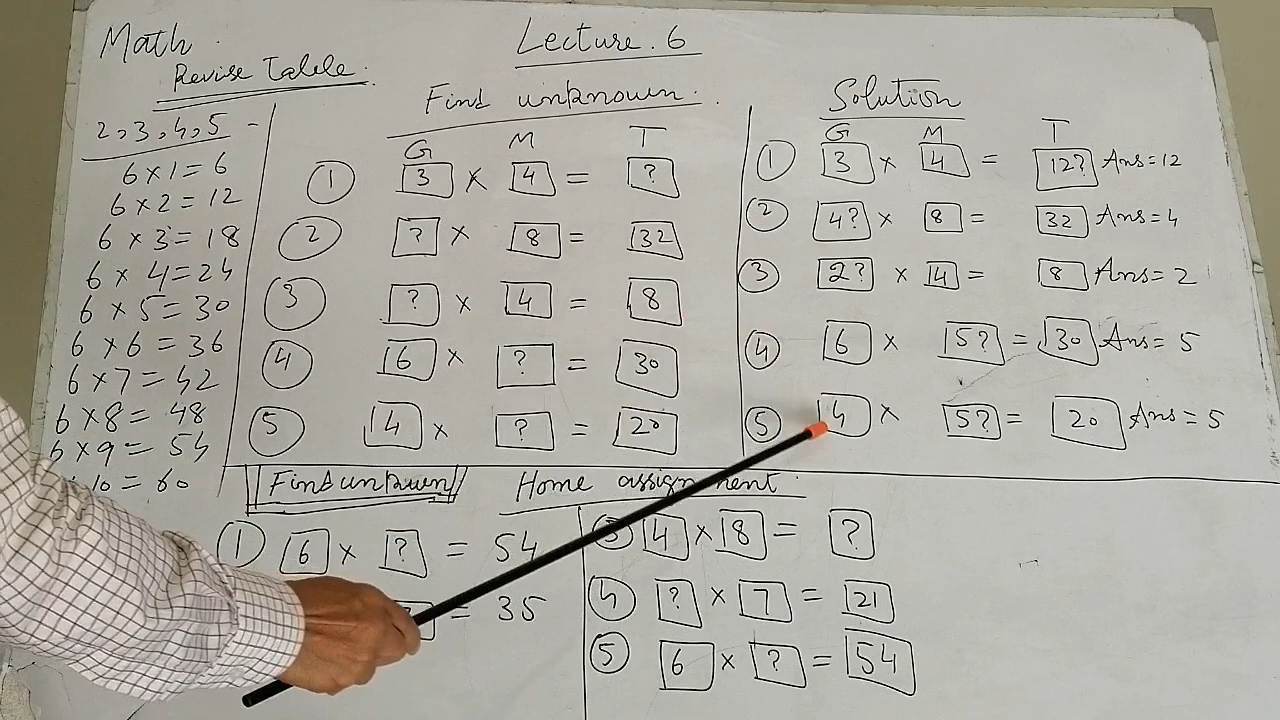 Math.
Lecture. 6
Revise Table.
2,3,4,5 -
6 x 1 = 6
6 x 2 = 12
6 x 3 = 18
6 x 4 = 24
6 x 5 = 30
6 x 6 = 36
6 x 7 = 42
6 x 8 = 48
6 x 9 = 54
10 = 60
Find unknown.
G M T
① 3 x 4 = ?
② ? x 8 = 32
③ ? x 4 = 8
④ 6 x ? = 30
⑤ 4 x ? = 20
Solution
G M T
① 3 x 4 = 12? Ans = 12
② 4? x 8 = 32 Ans = 4
③ 2? x 4 = 8 Ans = 2
④ 6 x 5? = 30 Ans = 5
⑤ 4 x 5? = 20 Ans = 5
Find unknown Home assignment.
① 6 x ? = 54
= 35
③ 4 x 8 = ?
④ ? x 7 = 21
⑤ 6 x ? = 54